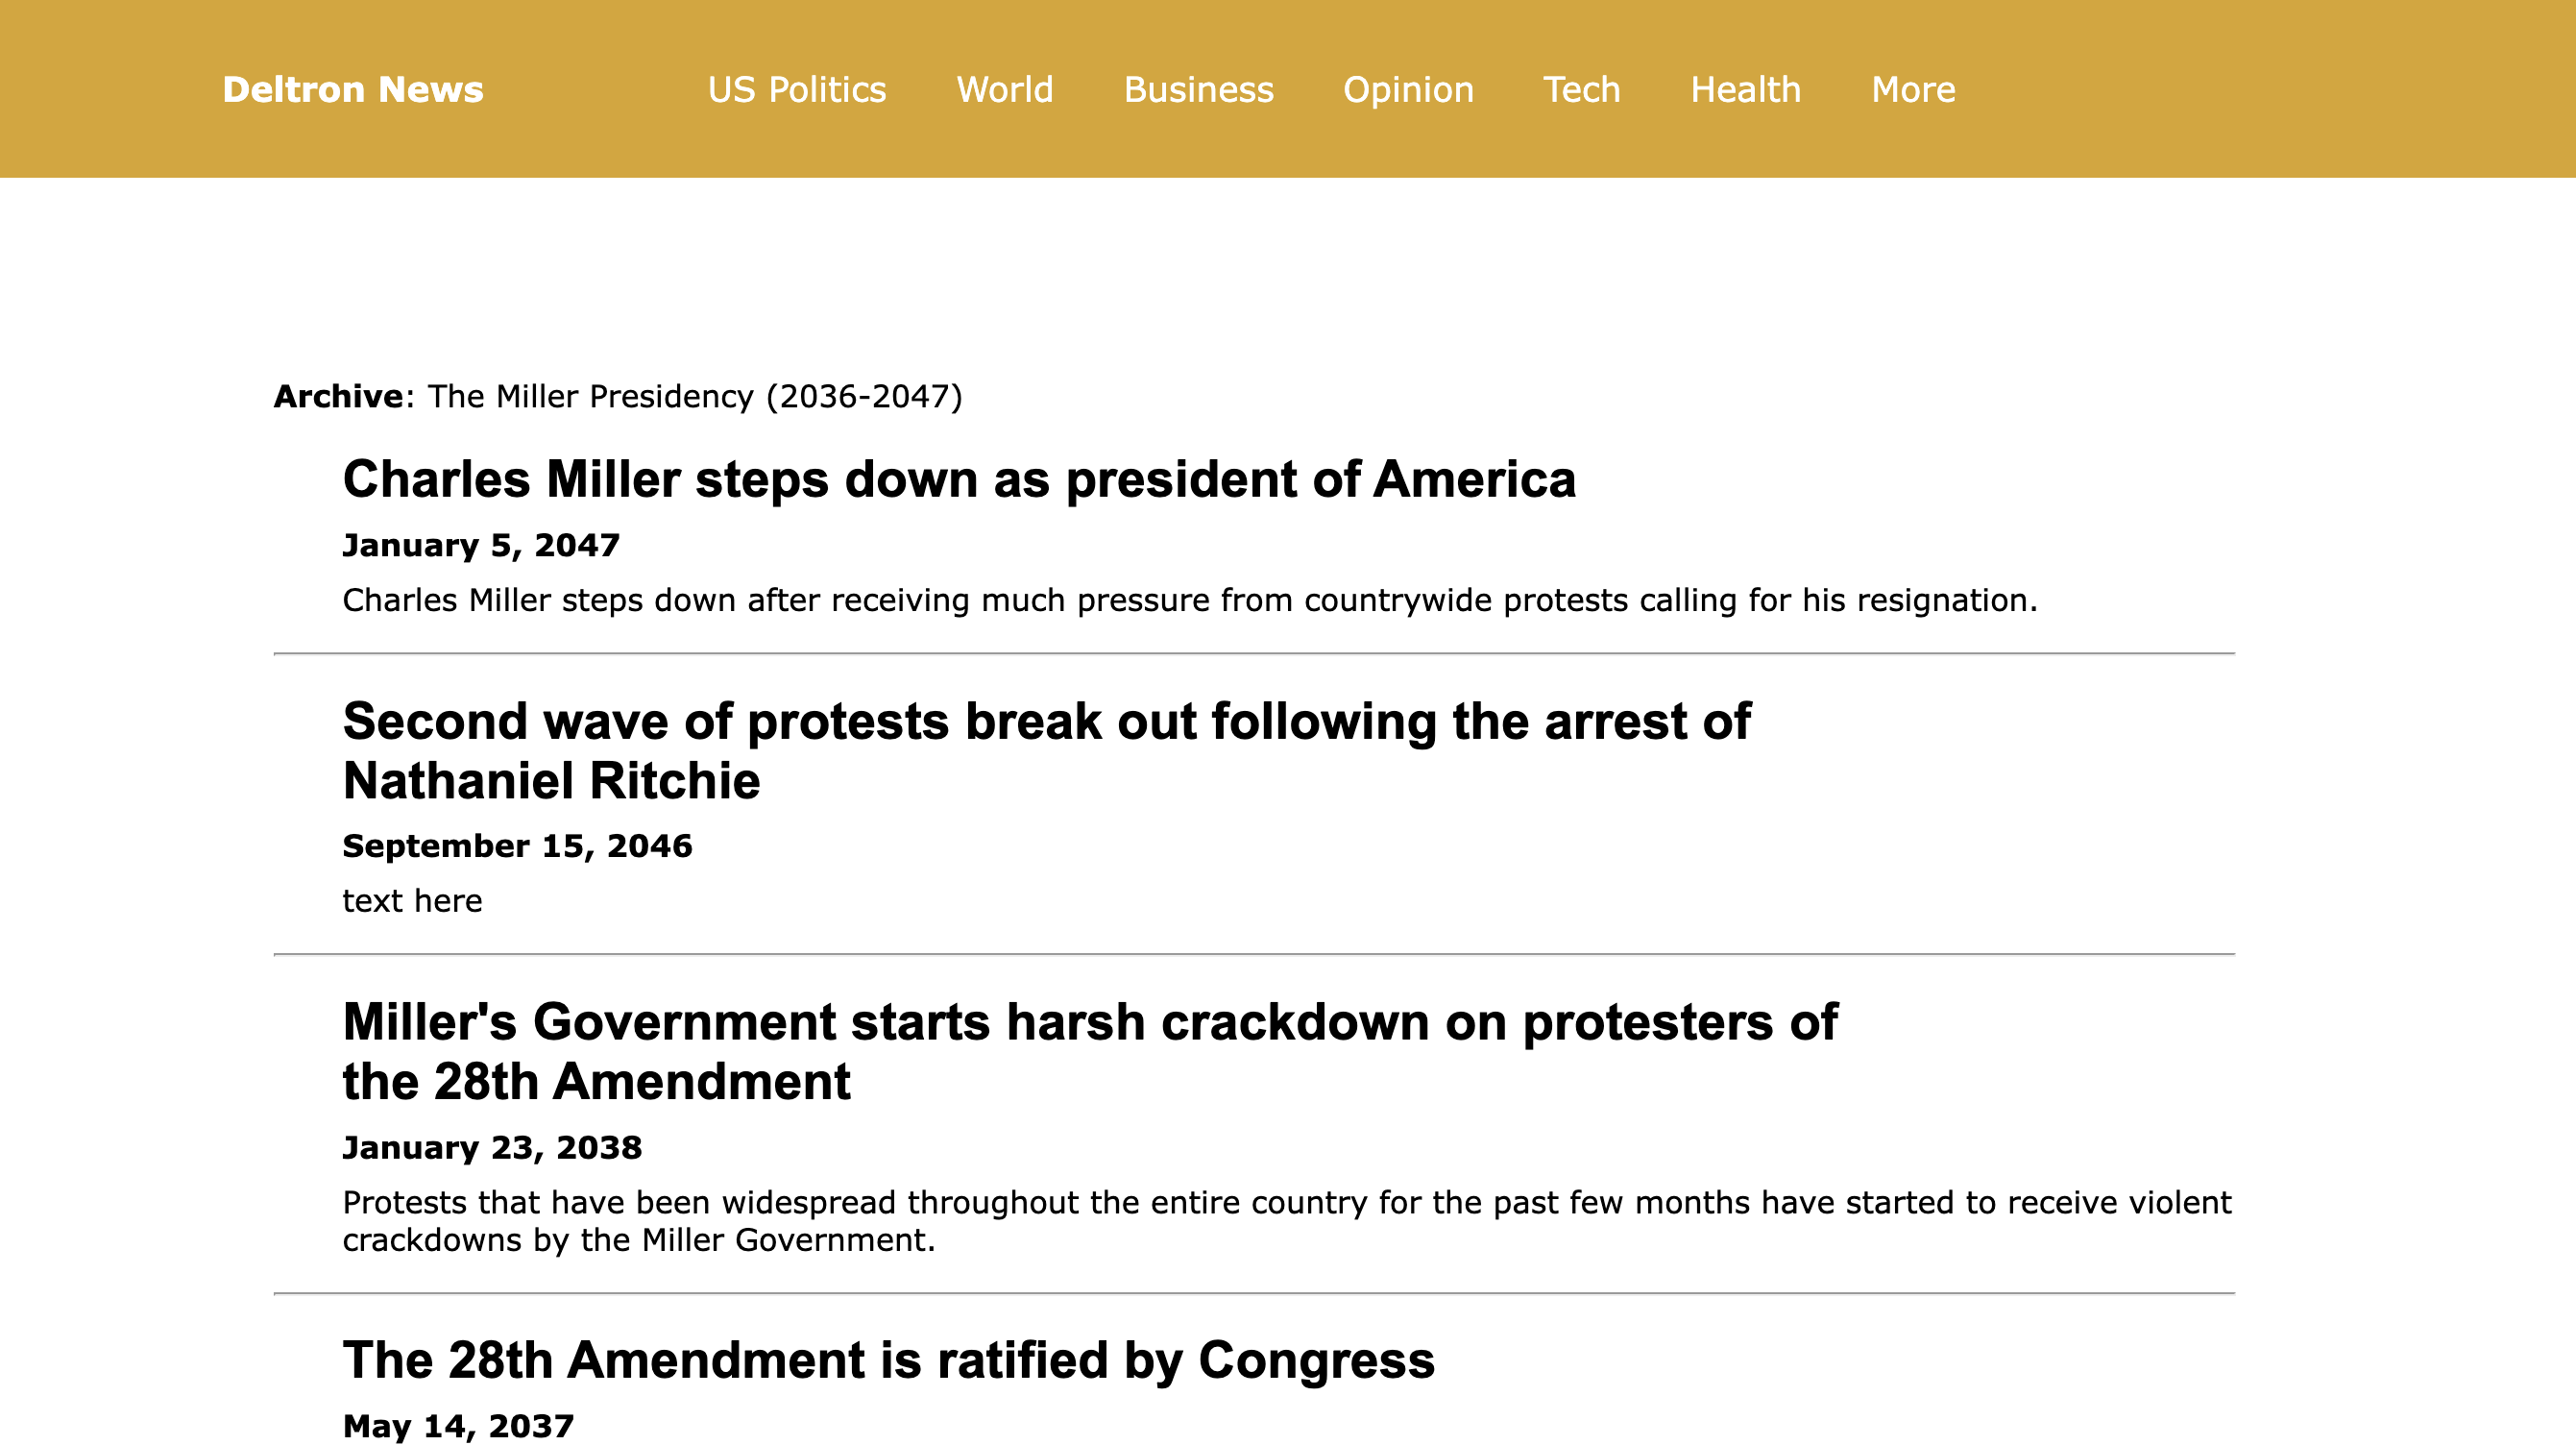 Deltron News US Politics World Business Opinion Tech Health More
Archive: The Miller Presidency (2036-2047)
Charles Miller steps down as president of America
January 5, 2047
Charles Miller steps down after receiving much pressure from countrywide protests calling for his resignation.
Second wave of protests break out following the arrest of
Nathaniel Ritchie
September 15, 2046
text here
Miller's Government starts harsh crackdown on protesters of
the 28th Amendment
January 23, 2038
Protests that have been widespread throughout the entire country for the past few months have started to receive violent
crackdowns by the Miller Government.
The 28th Amendment is ratified by Congress
May 14, 2037